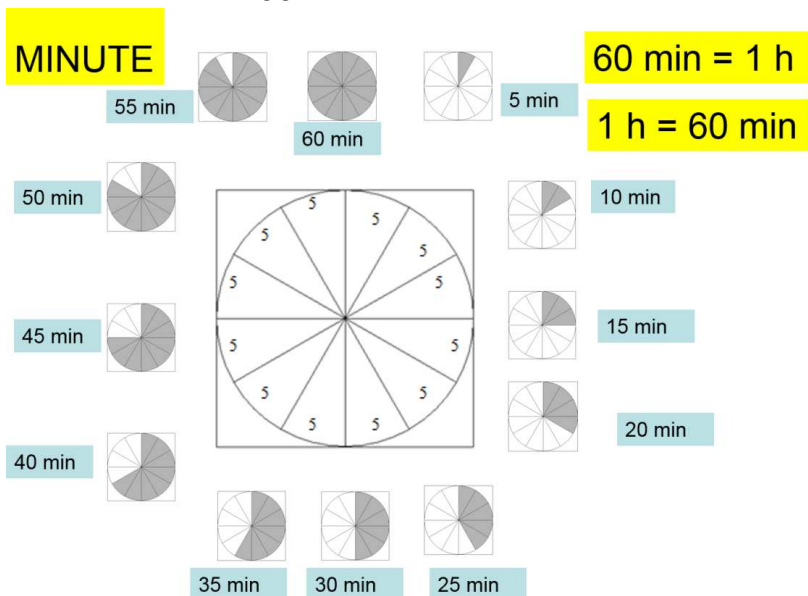 MINUTE
60 min = 1 h
1 h = 60 min
55 min
60 min
5 min
50 min
10 min
45 min
15 min
40 min
20 min
35 min
30 min
25 min
5
5
5
5
5
5
5
5
5
5
5
5